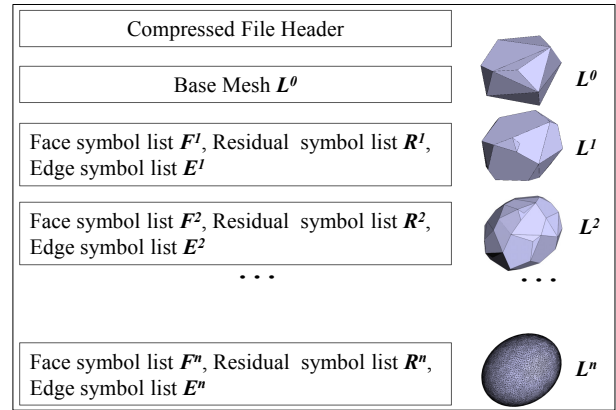 Compressed File Header
Base Mesh L⁰
L⁰
Face symbol list F¹, Residual symbol list R¹,
Edge symbol list E¹
L¹
Face symbol list F², Residual symbol list R²,
Edge symbol list E²
L²
. . .
. . .
Face symbol list Fⁿ, Residual symbol list Rⁿ,
Edge symbol list Eⁿ
Lⁿ